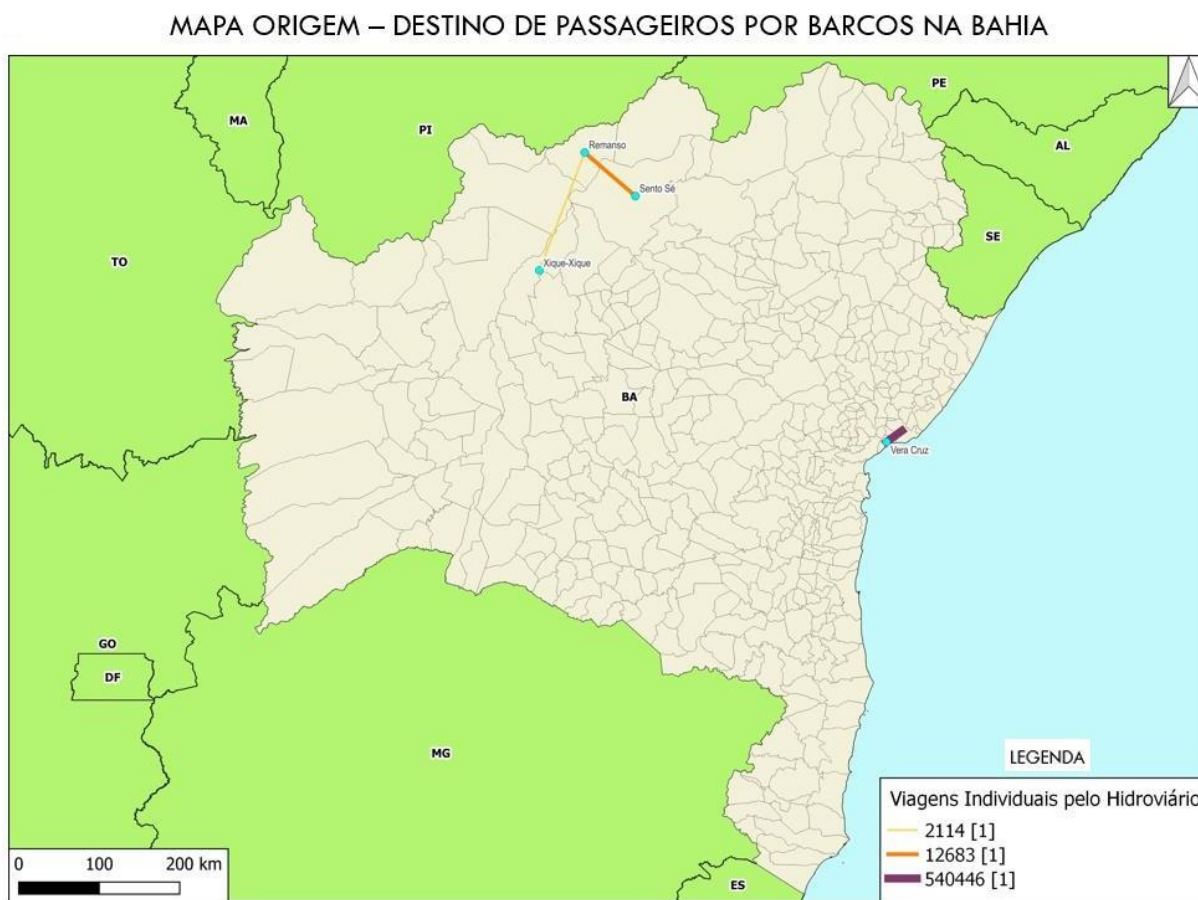 MAPA ORIGEM – DESTINO DE PASSAGEIROS POR BARCOS NA BAHIA
MA
PI
PE
AL
SE
TO
Remanso
Sento Sé
Xique-Xique
BA
Vera Cruz
GO
DF
MG
ES
LEGENDA
Viagens Individuais pelo Hidroviário
2114 [1]
12683 [1]
540446 [1]
0 100 200 km